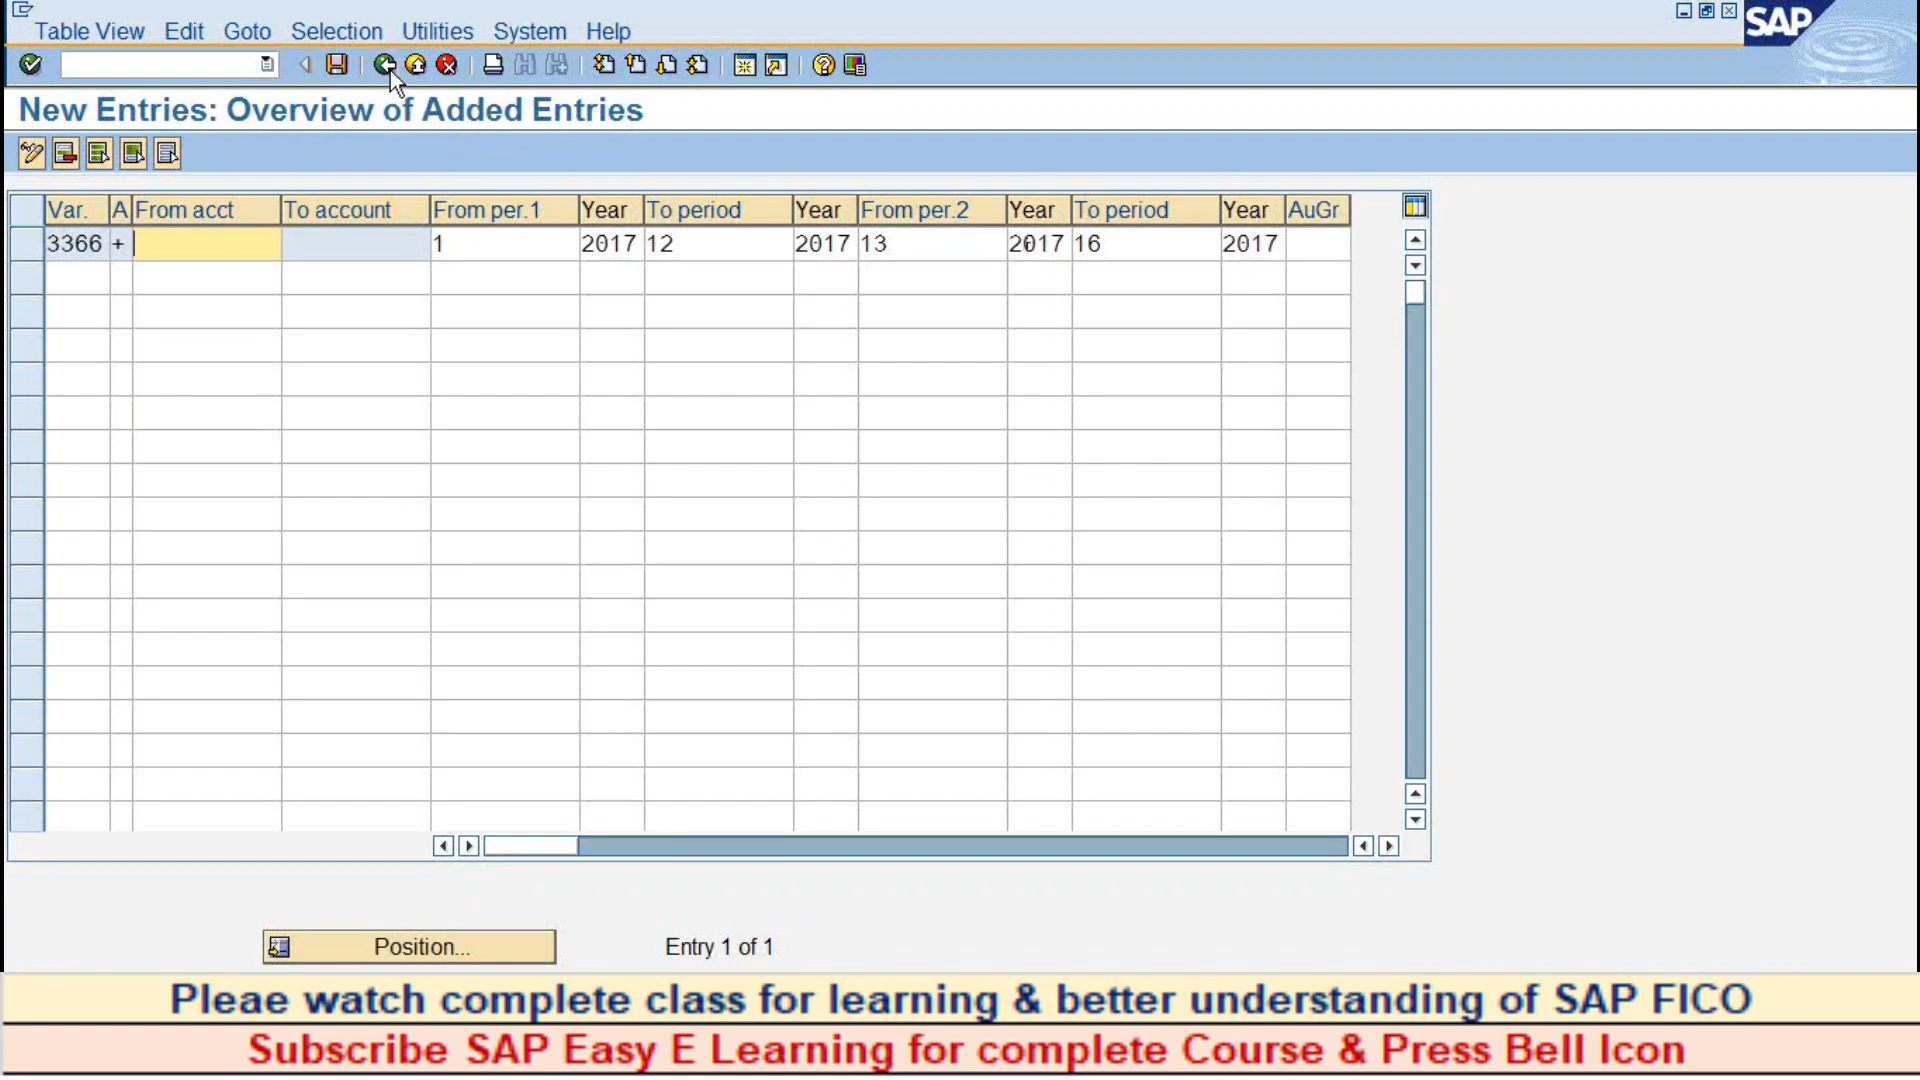 Table View Edit Goto Selection Utilities System Help
SAP
New Entries: Overview of Added Entries
Var. A From acct To account From per.1 Year To period Year From per.2 Year To period Year AuGr
3366 + 1 2017 12 2017 13 2017 16 2017
Position... Entry 1 of 1
Pleae watch complete class for learning & better understanding of SAP FICO
Subscribe SAP Easy E Learning for complete Course & Press Bell Icon